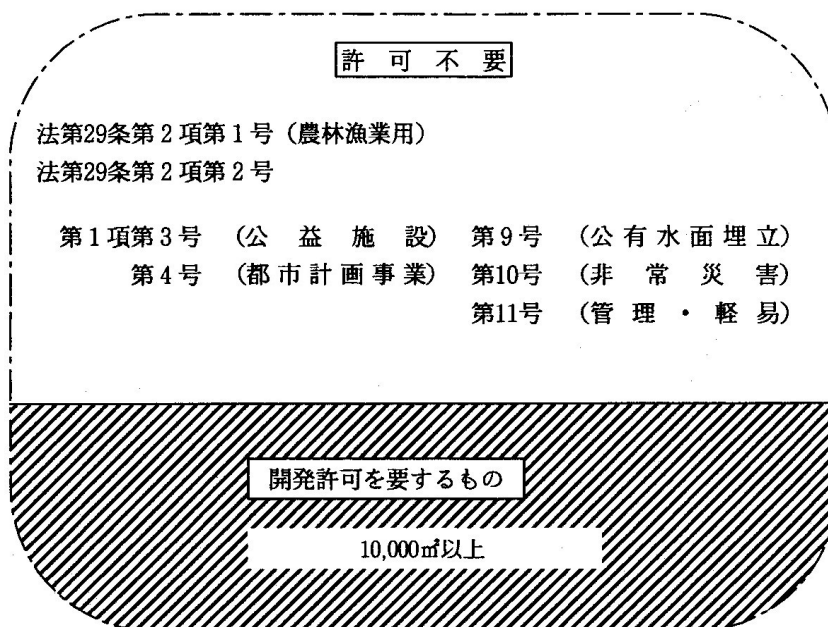 許可不要
法第29条第2項第1号（農林漁業用）
法第29条第2項第2号
第1項第3号　（公益施設）　第9号　（公有水面埋立）
第4号　（都市計画事業）　第10号　（非常災害）
第11号　（管理・軽易）
開発許可を要するもの
10,000㎡以上